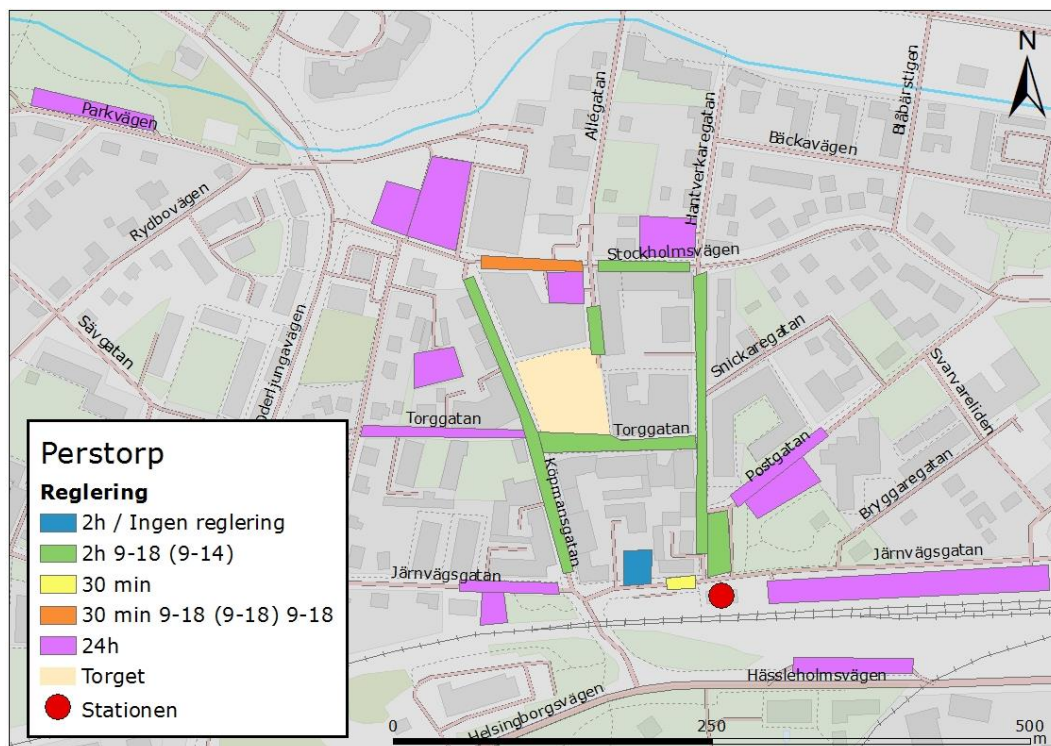 N
Allégatan
Hantverkaregatan
Blåbärstigen
Parkvägen
Bäckavägen
Rydbovägen
Stockholmsvägen
Sävgatan
Oderljungavägen
Snickaregatan
Svarvareliden
Torggatan
Torggatan
Köpmansgatan
Postgatan
Bryggaregatan
Järnvägsgatan
Järnvägsgatan
Hässleholmsvägen
Helsingborgsvägen
Perstorp
Reglering
2h / Ingen reglering
2h 9-18 (9-14)
30 min
30 min 9-18 (9-18) 9-18
24h
Torget
Stationen
0 250 500
m